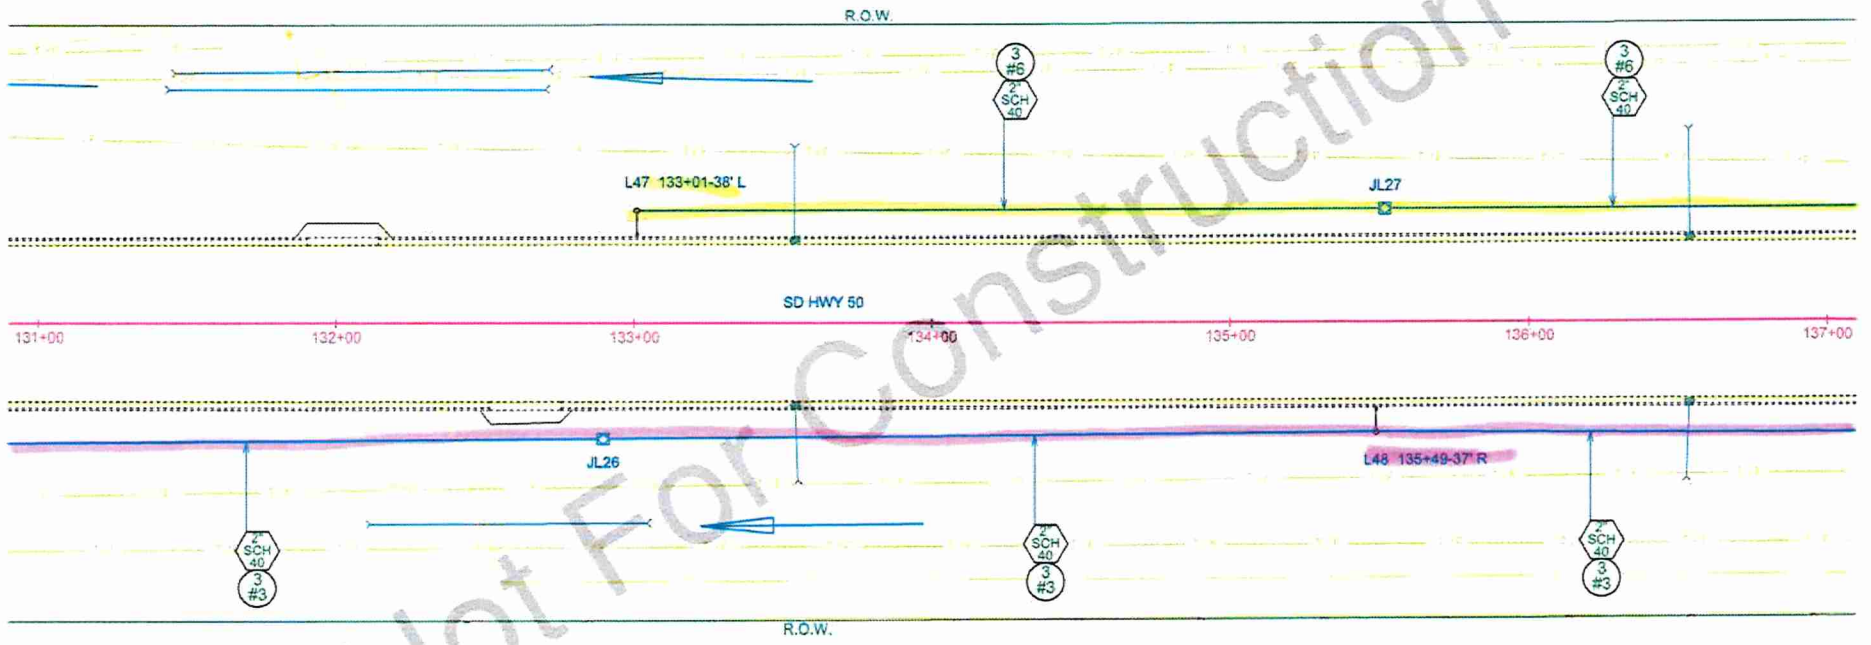 R.O.W.
3
#6
2"
SCH
40
3
#6
2"
SCH
40
L47 133+01-38' L
JL27
SD HWY 50
131+00
132+00
133+00
134+00
135+00
136+00
137+00
JL26
L48 135+49-37' R
2"
SCH
40
3
#3
2"
SCH
40
3
#3
2"
SCH
40
3
#3
R.O.W.
Not For Construction